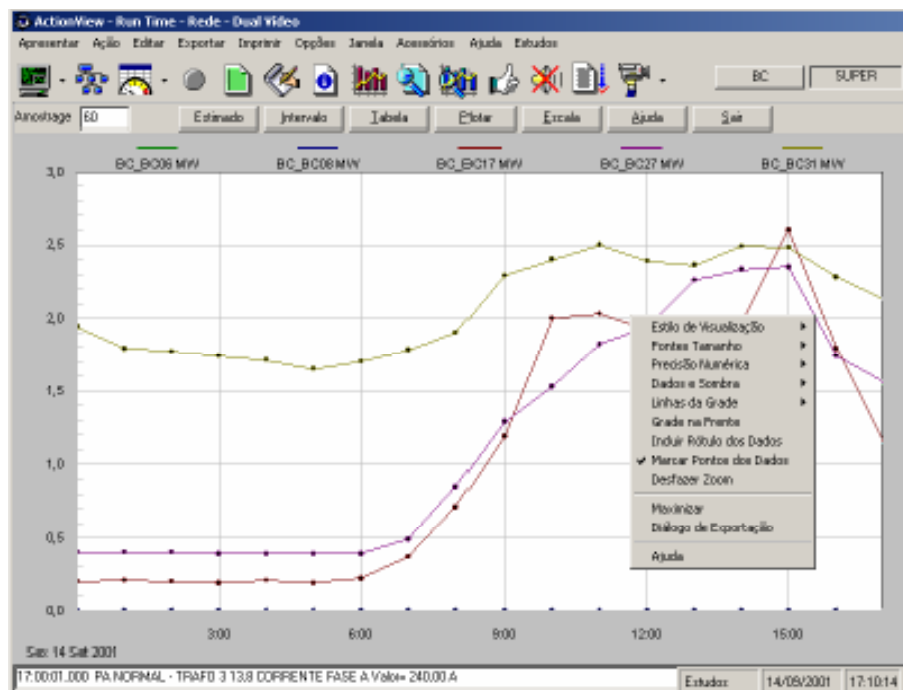 ActionView - Run Time - Rede - Dual Vídeo
Apresentar Ação Editar Exportar Imprimir Opções Janela Acessórios Ajuda Estudos
BC SUPER
Amostrage 60 Estimado Intervalo Tabela Plotar Escala Ajuda Sair
BC_BC06 MW BC_BC08 MW BC_BC17 MW BC_BC27 MW BC_BC31 MW
3,0
2,5
2,0
1,5
1,0
0,5
0,0
Estilo de Visualização
Fontes Tamanho
Precisão Numérica
Dados e Sombra
Linhas da Grade
Grade na Frente
Incluir Rótulo dos Dados
Marcar Pontos dos Dados
Desfazer Zoom
Maximizar
Diálogo de Exportação
Ajuda
3:00 6:00 9:00 12:00 15:00
Sex 14 Set 2001
17:00:01.000 PA NORMAL - TRAFO 3 13,8 CORRENTE FASE A Valor= 240,00 A
Estudos 14/09/2001 17:10:14